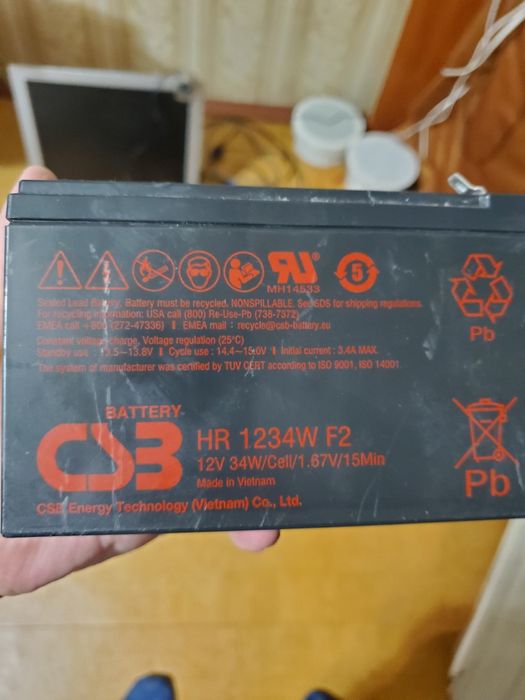 MH14533
5
Sealed Lead Battery. Battery must be recycled. NONSPILLABLE. See SDS for shipping regulations.
For recycling information: USA call (800) Re-Use-Pb (738-7372)
EMEA call +800 (272-47336) EMEA mail : recycle@csb-battery.eu
Constant voltage charge. Voltage regulation (25°C)
Standby use : 13.5~13.8V Cycle use : 14.4~15.0V Initial current : 3.4A MAX.
The system of manufacturer was certified by TUV CERT according to ISO 9001, ISO 14001.
Pb
BATTERY
CSB
HR 1234W F2
12V 34W/Cell/1.67V/15Min
Made in Vietnam
CSB Energy Technology (Vietnam) Co., Ltd.
Pb